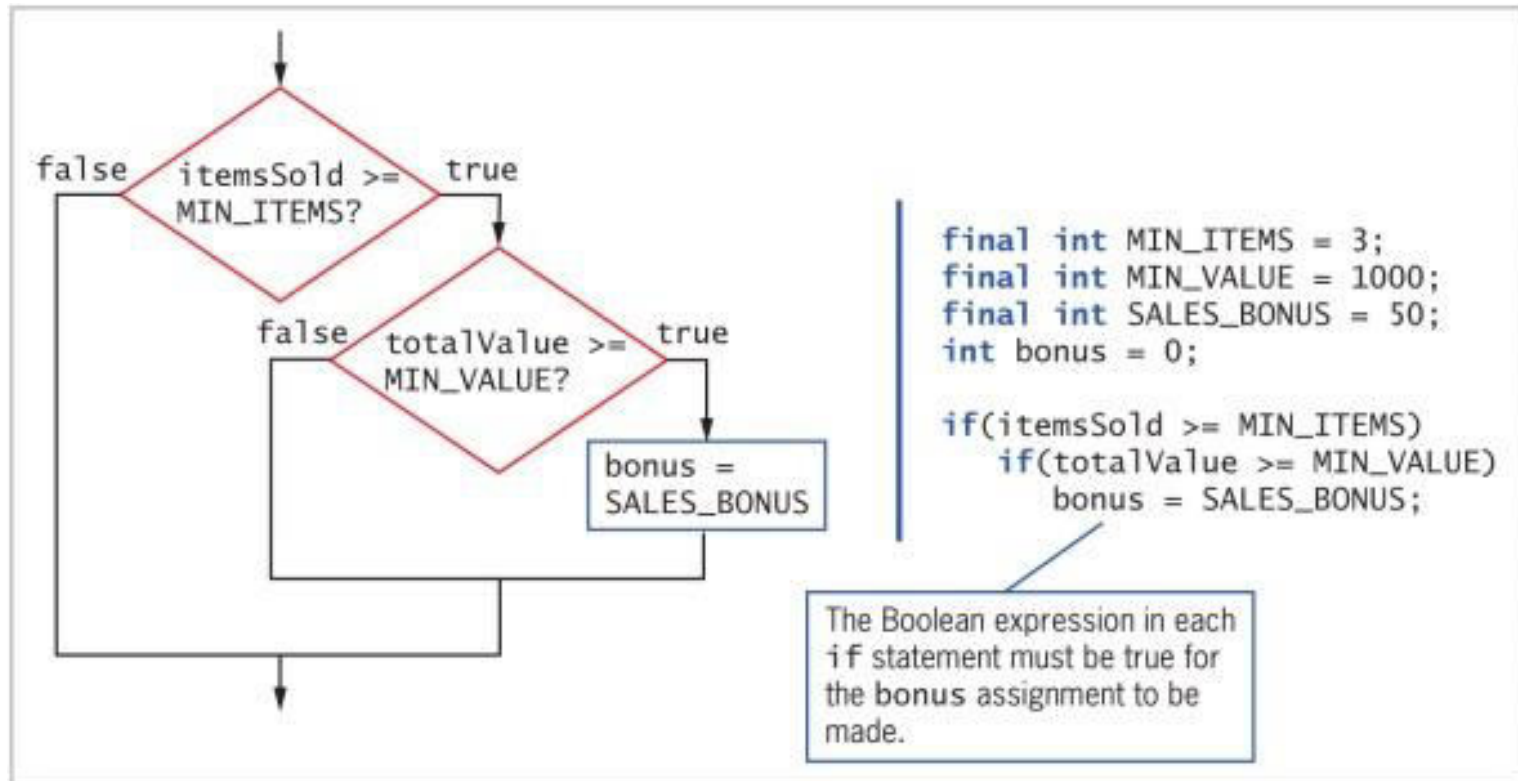 false
itemsSold >=
MIN_ITEMS?
true
false
totalValue >=
MIN_VALUE?
true
bonus =
SALES_BONUS
final int MIN_ITEMS = 3;
final int MIN_VALUE = 1000;
final int SALES_BONUS = 50;
int bonus = 0;
if(itemsSold >= MIN_ITEMS)
if(totalValue >= MIN_VALUE)
bonus = SALES_BONUS;
The Boolean expression in each
if statement must be true for
the bonus assignment to be
made.